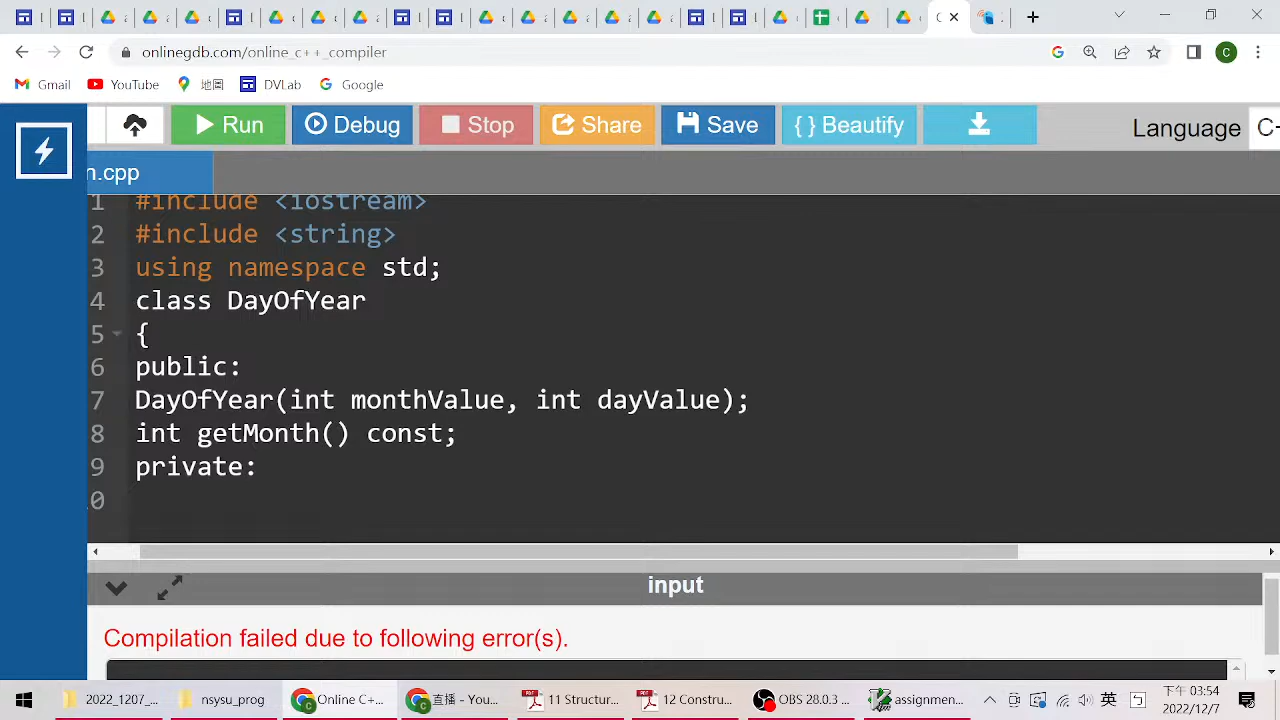 onlinegdb.com/online_c++_compiler
C
Gmail
YouTube
地圖
DVLab
Google
Run
Debug
Stop
Share
Save
{ } Beautify
Language
C-
n.cpp
1 #include <iostream>
2 #include <string>
3 using namespace std;
4 class DayOfYear
5 {
6 public:
7 DayOfYear(int monthValue, int dayValue);
8 int getMonth() const;
9 private:
0
input
Compilation failed due to following error(s).
2022_1207...
nsysu_prog
Online C+...
直播 - You...
11 Structur...
12 Constru...
OBS 28.0.3 ...
assignmen...
英
下午 03:54
2022/12/7